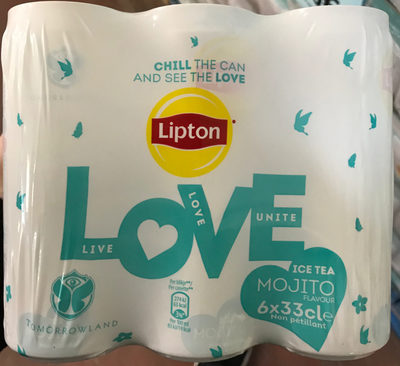 CHILL THE CAN
AND SEE THE LOVE
Lipton
LOVE
LIVE
LOVE
UNITE
ICE TEA
MOJITO
FLAVOUR
6x33cl e
Non pétillant
TOMORROWLAND